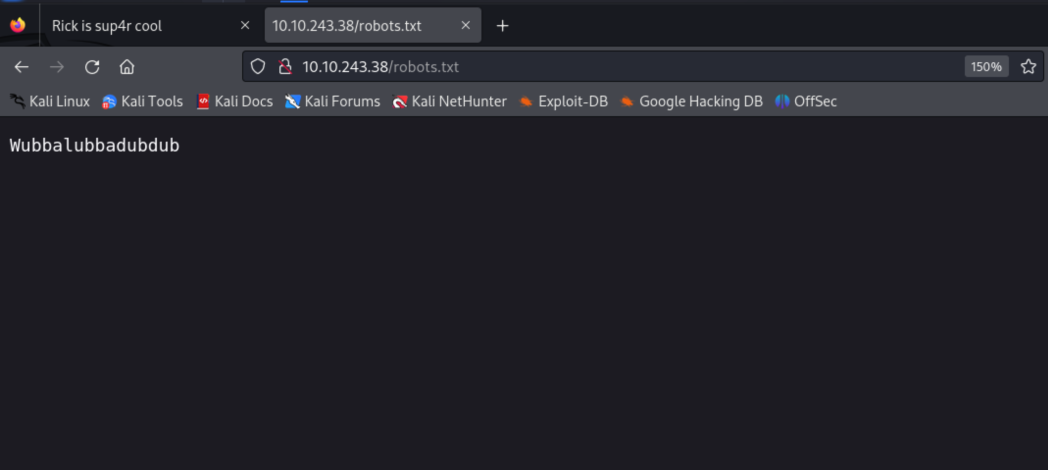 Rick is sup4r cool
10.10.243.38/robots.txt
10.10.243.38/robots.txt 150%
Kali Linux Kali Tools Kali Docs Kali Forums Kali NetHunter Exploit-DB Google Hacking DB OffSec
Wubbalubbadubdub